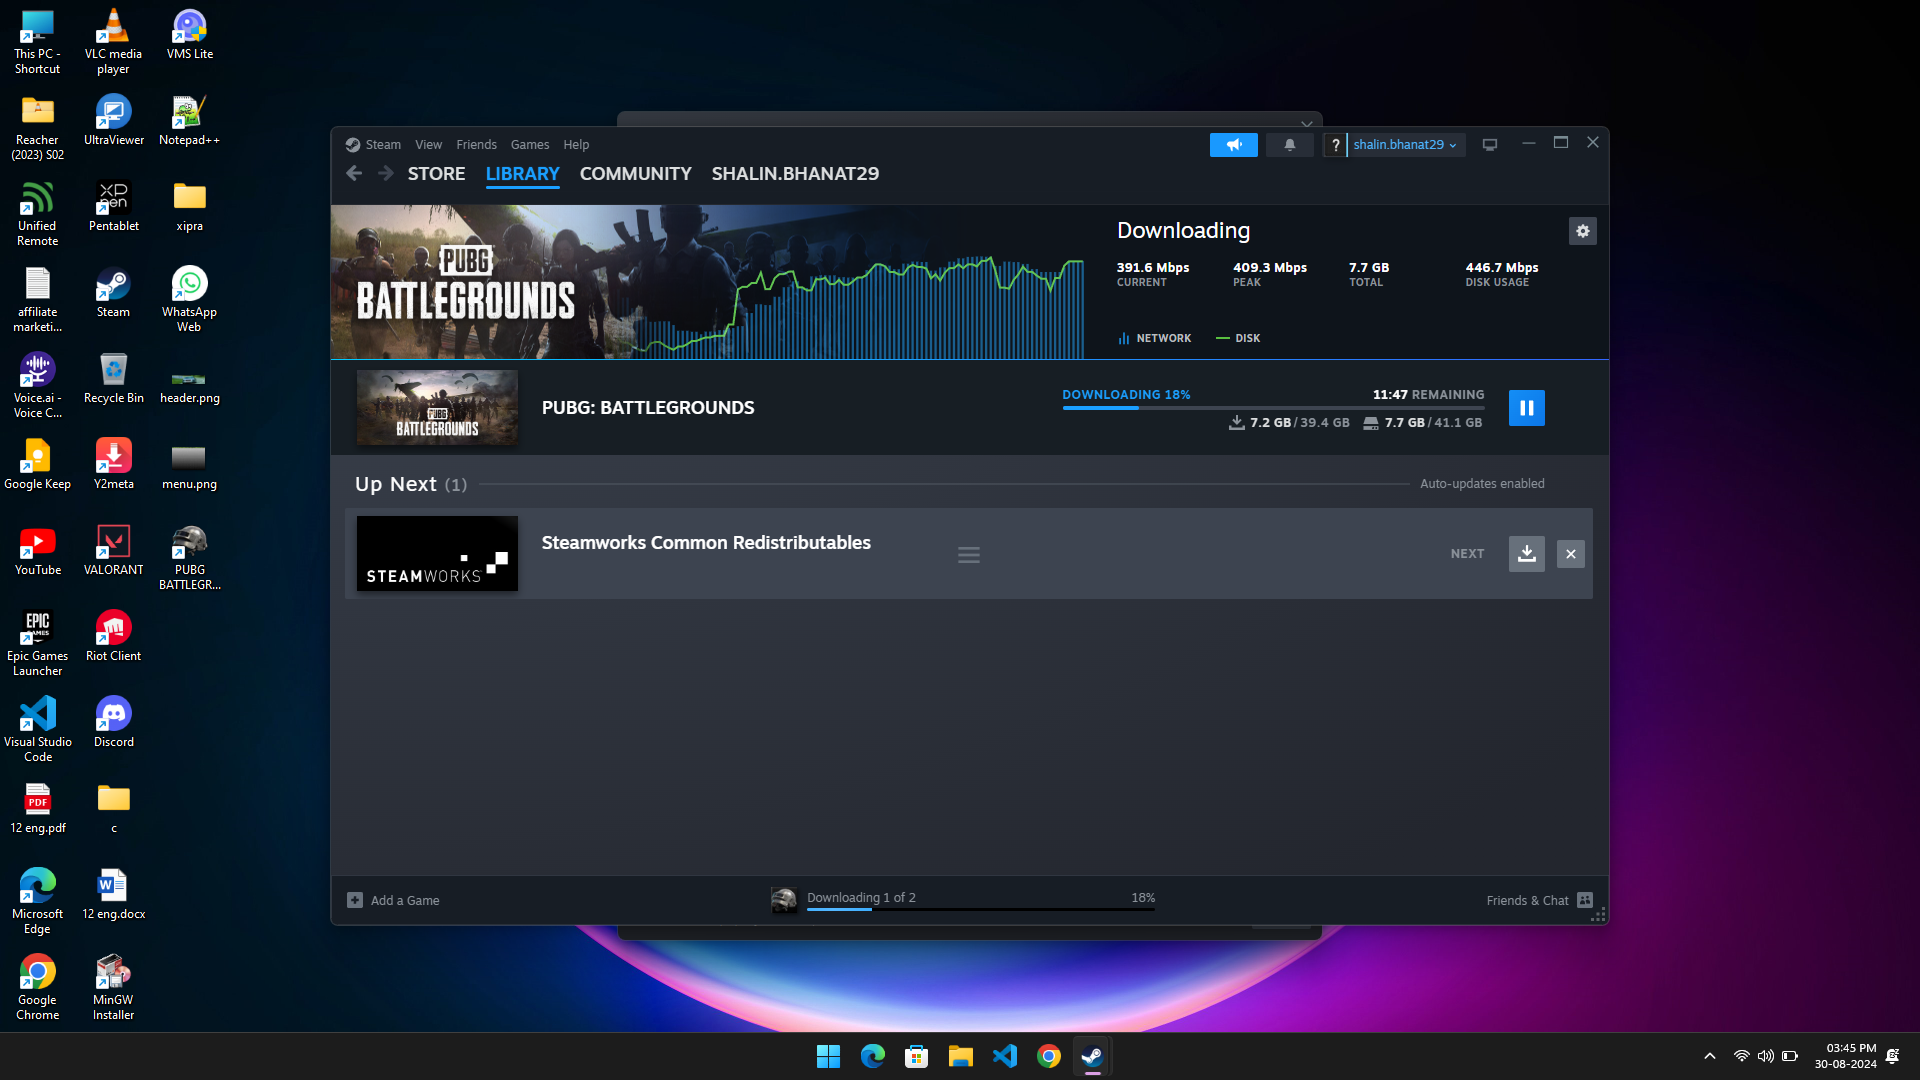 This PC -
Shortcut
VLC media
player
VMS Lite
Reacher
(2023) S02
UltraViewer
Notepad++
Unified
Remote
XP
pen
Pentablet
xipra
affiliate
marketi...
Steam
WhatsApp
Web
Voice.ai -
Voice C...
Recycle Bin
header.png
Google Keep
Y2meta
menu.png
YouTube
VALORANT
PUBG
BATTLEGR...
EPIC
GAMES
Epic Games
Launcher
Riot Client
Visual Studio
Code
Discord
PDF
12 eng.pdf
c
Microsoft
Edge
W
12 eng.docx
Google
Chrome
MinGW
Installer
Steam View Friends Games Help
? shalin.bhanat29
STORE LIBRARY COMMUNITY SHALIN.BHANAT29
PUBG
BATTLEGROUNDS
Downloading
391.6 Mbps 409.3 Mbps 7.7 GB 446.7 Mbps
CURRENT PEAK TOTAL DISK USAGE
NETWORK DISK
PUBG
BATTLEGROUNDS
PUBG: BATTLEGROUNDS
DOWNLOADING 18% 11:47 REMAINING
7.2 GB / 39.4 GB 7.7 GB / 41.1 GB
Up Next (1) Auto-updates enabled
STEAMWORKS
Steamworks Common Redistributables
NEXT
Add a Game
Downloading 1 of 2 18%
Friends & Chat
03:45 PM
30-08-2024